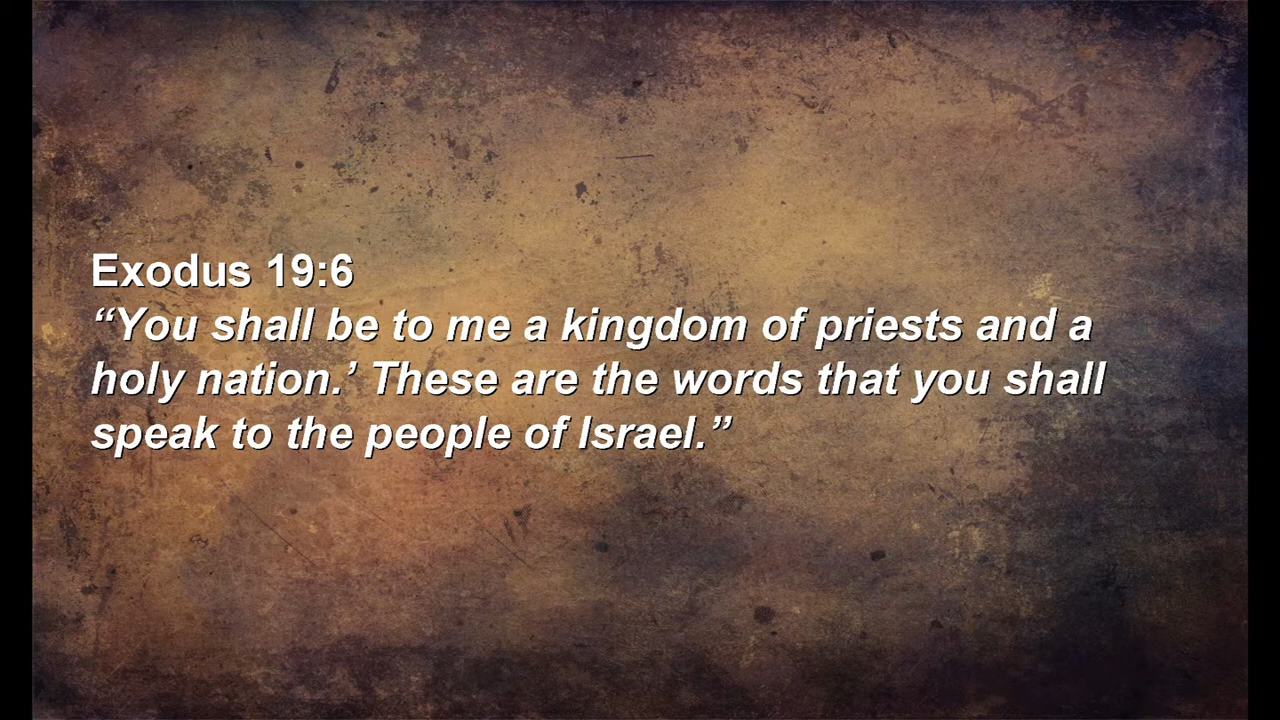 Exodus 19:6
“You shall be to me a kingdom of priests and a
holy nation.’ These are the words that you shall
speak to the people of Israel.”